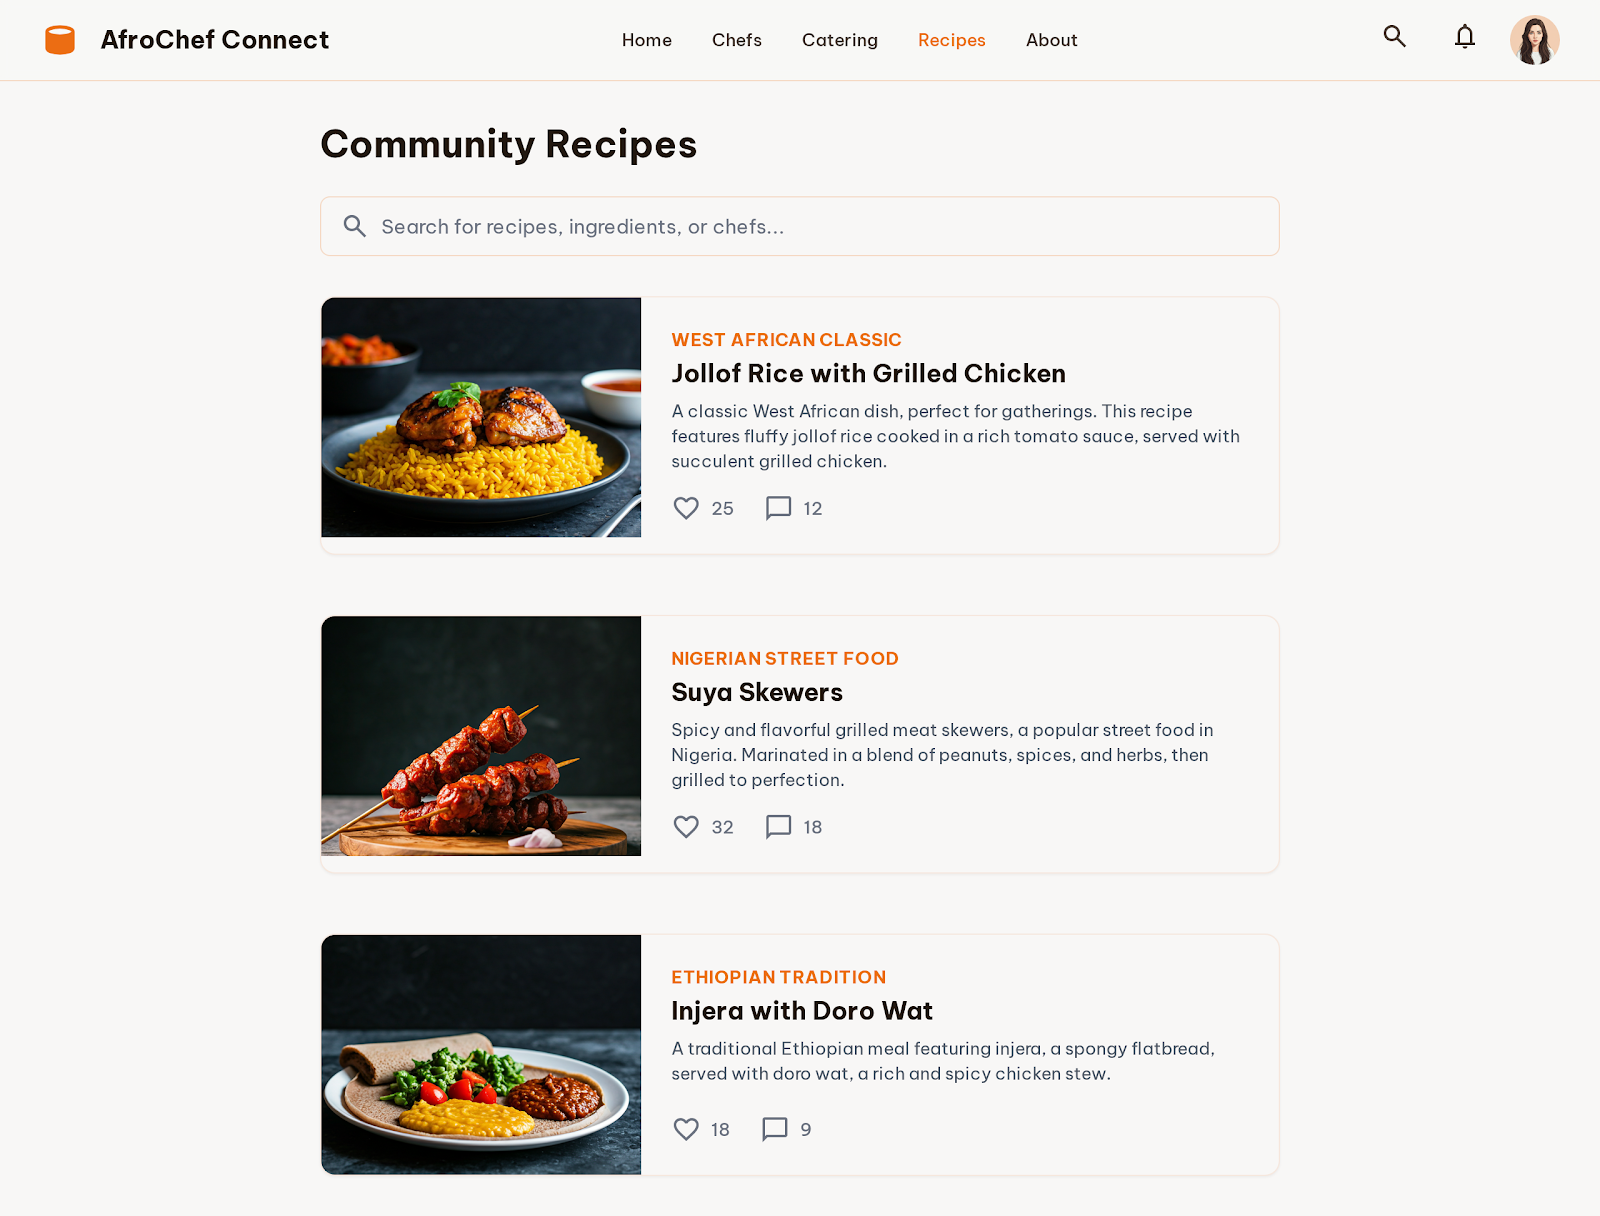 AfroChef Connect
Home
Chefs
Catering
Recipes
About
Community Recipes
Search for recipes, ingredients, or chefs...
WEST AFRICAN CLASSIC
Jollof Rice with Grilled Chicken
A classic West African dish, perfect for gatherings. This recipe
features fluffy jollof rice cooked in a rich tomato sauce, served with
succulent grilled chicken.
25
12
NIGERIAN STREET FOOD
Suya Skewers
Spicy and flavorful grilled meat skewers, a popular street food in
Nigeria. Marinated in a blend of peanuts, spices, and herbs, then
grilled to perfection.
32
18
ETHIOPIAN TRADITION
Injera with Doro Wat
A traditional Ethiopian meal featuring injera, a spongy flatbread,
served with doro wat, a rich and spicy chicken stew.
18
9